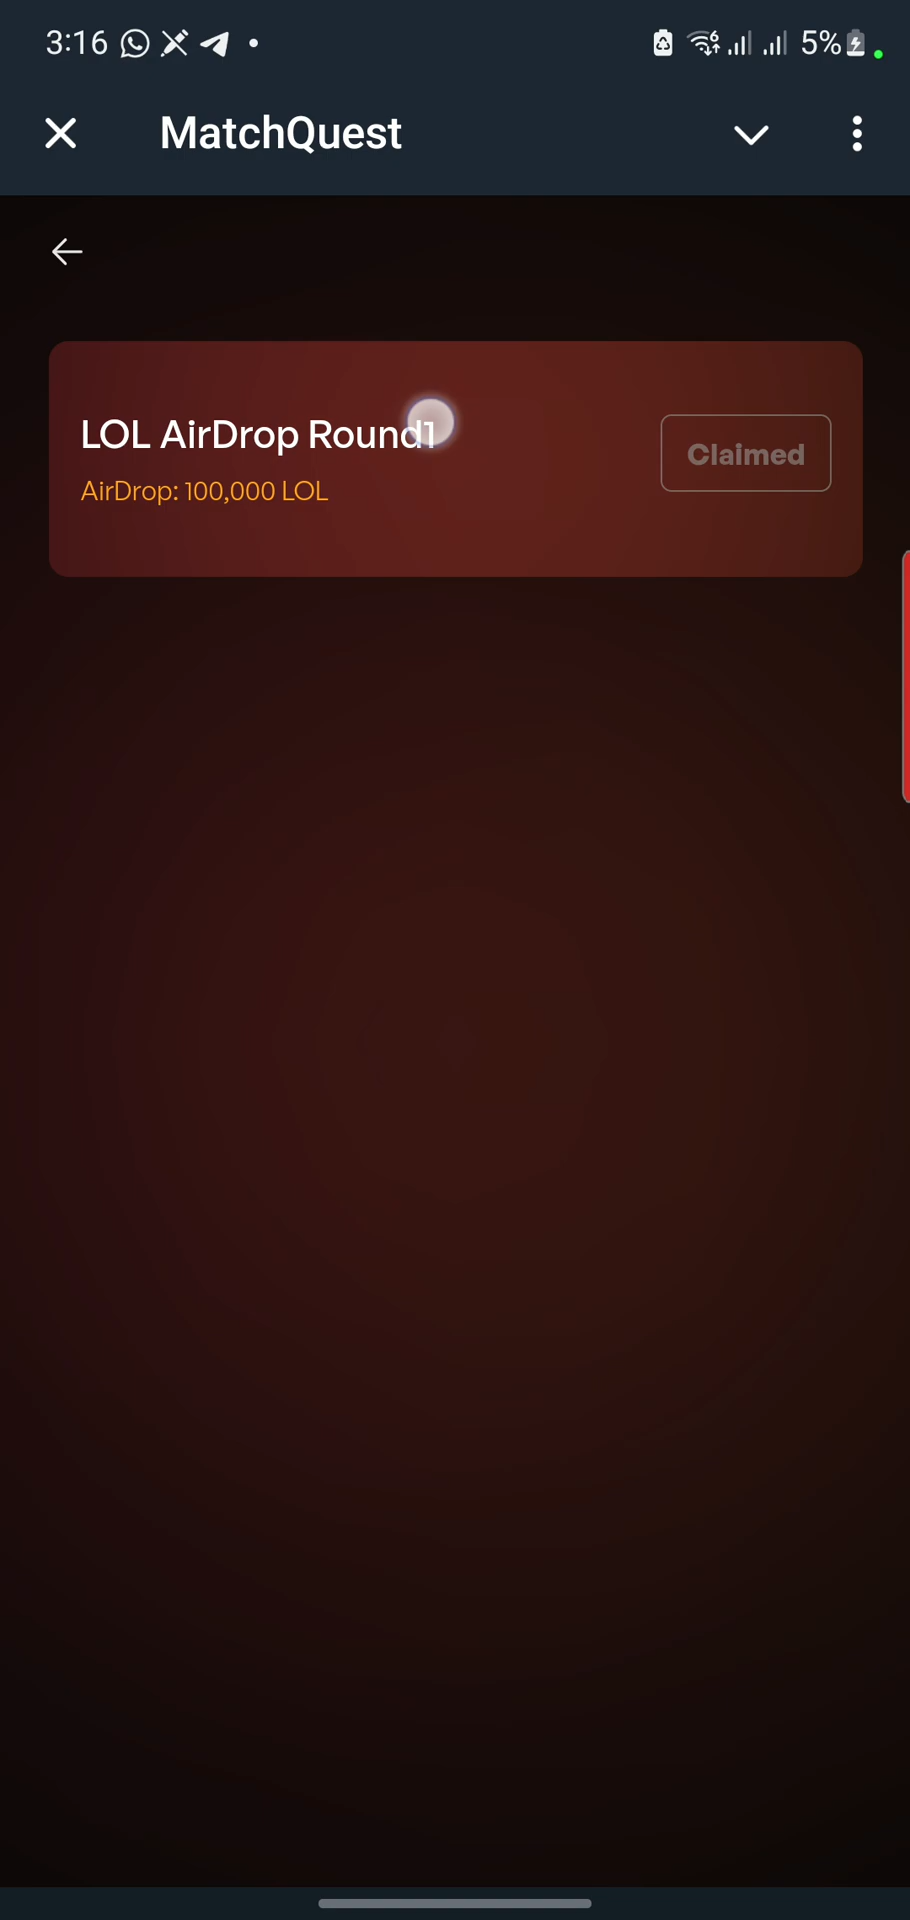 3:16 5%
MatchQuest
LOL AirDrop Round1
AirDrop: 100,000 LOL
Claimed